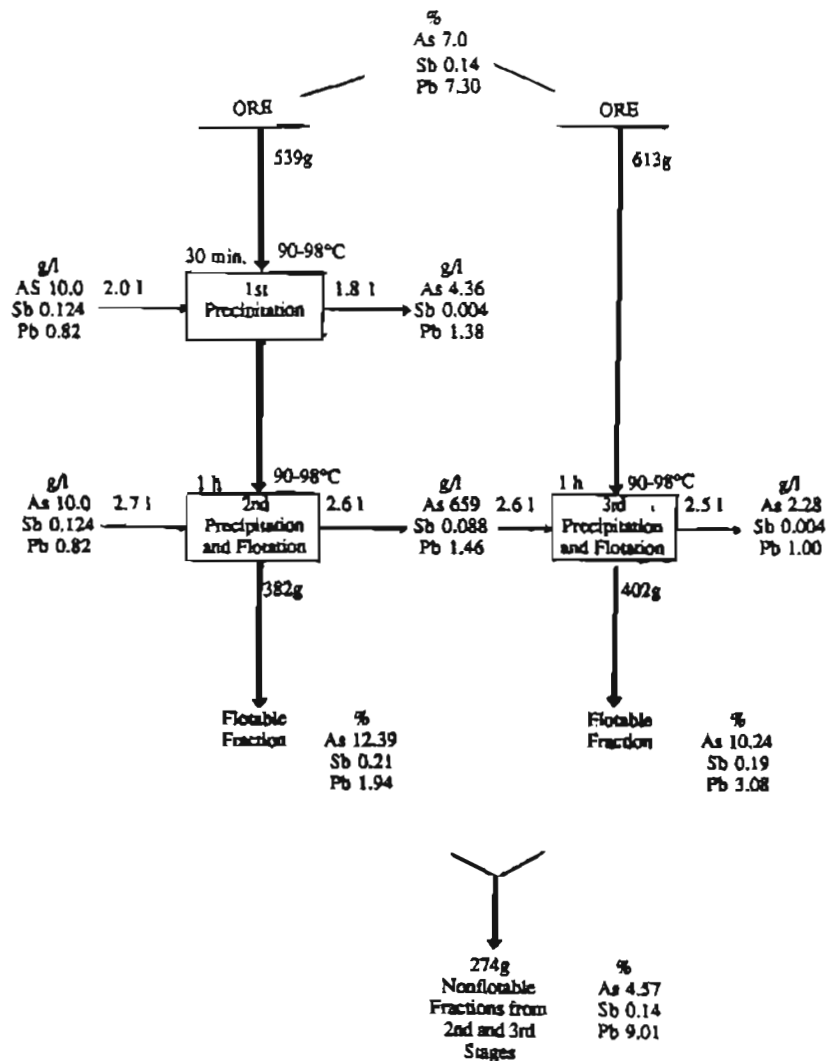 %
As 7.0
Sb 0.14
Pb 7.30
ORE
ORE
539g
613g
30 min.
90-98°C
g/l
AS 10.0
Sb 0.124
Pb 0.82
2.0 l
1st
Precipitation
1.8 l
g/l
As 4.36
Sb 0.004
Pb 1.38
g/l
As 10.0
Sb 0.124
Pb 0.82
2.7 l
1 h
90-98°C
2nd
Precipitation
and Flotation
2.6 l
g/l
As 659
Sb 0.088
Pb 1.46
2.6 l
1 h
90-98°C
3rd
Precipitation
and Flotation
2.5 l
g/l
As 2.28
Sb 0.004
Pb 1.00
382g
402g
Flotable
Fraction
%
As 12.39
Sb 0.21
Pb 1.94
Flotable
Fraction
%
As 10.24
Sb 0.19
Pb 3.08
274g
Nonflotable
Fractions from
2nd and 3rd
Stages
%
As 4.57
Sb 0.14
Pb 9.01